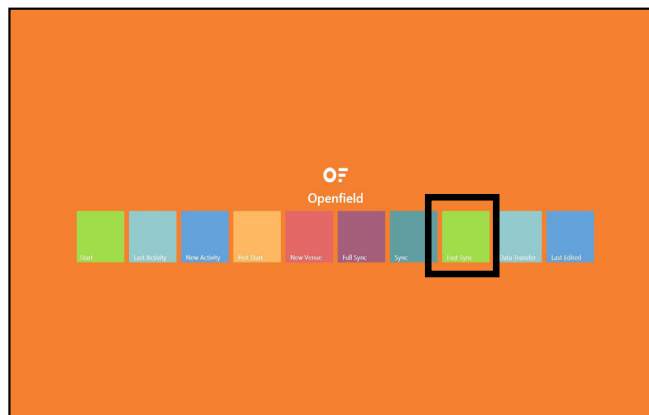 OF
Openfield
Start Last Activity New Activity First Start New Venue Full Sync Sync Fast Sync Data Transfer Last Edited